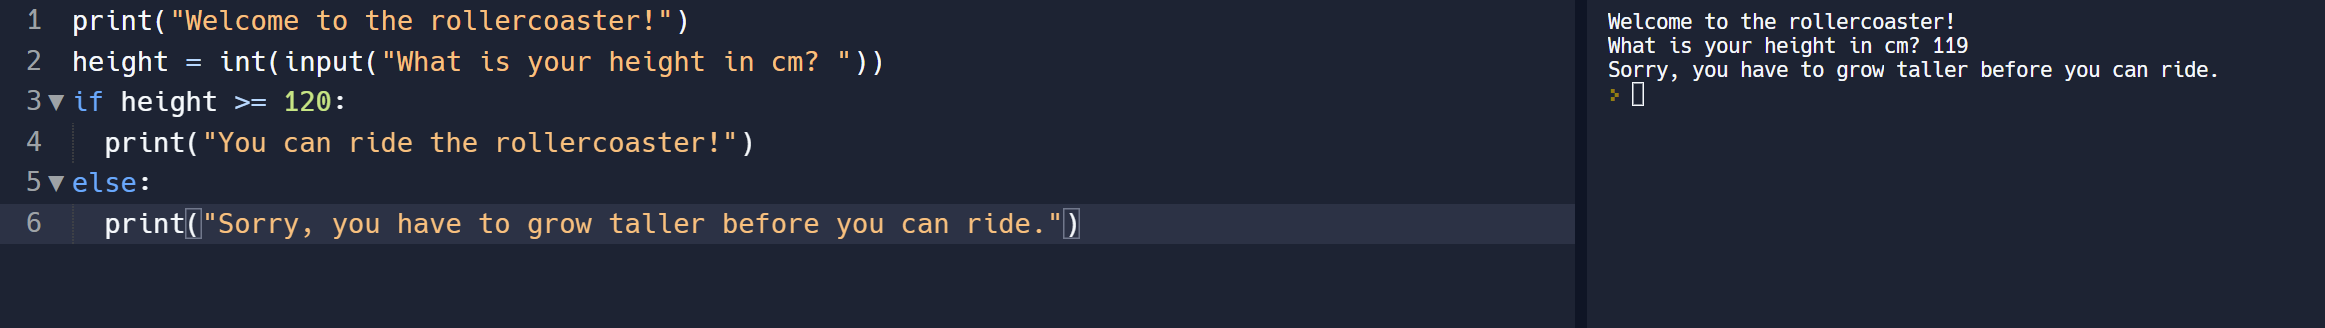 1 print("Welcome to the rollercoaster!")
2 height = int(input("What is your height in cm? "))
3 if height >= 120:
4 print("You can ride the rollercoaster!")
5 else:
6 print("Sorry, you have to grow taller before you can ride.")
Welcome to the rollercoaster!
What is your height in cm? 119
Sorry, you have to grow taller before you can ride.